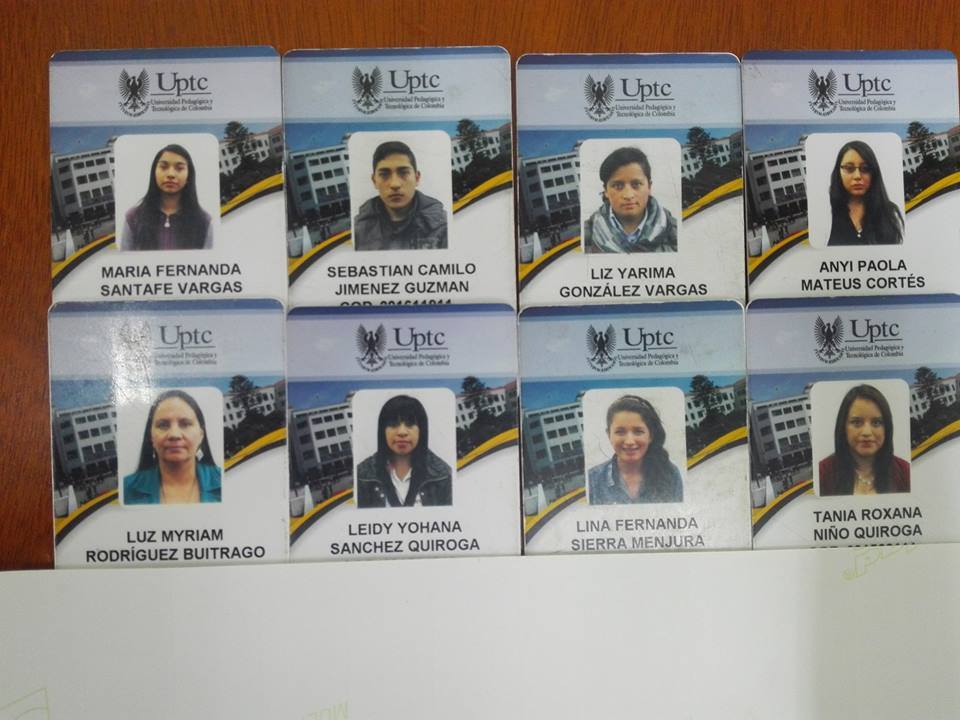 Uptc
Universidad Pedagógica y
Tecnológica de Colombia
MARIA FERNANDA
SANTAFE VARGAS
Uptc
Universidad Pedagógica y
Tecnológica de Colombia
SEBASTIAN CAMILO
JIMENEZ GUZMAN
Uptc
Universidad Pedagógica y
Tecnológica de Colombia
LIZ YARIMA
GONZÁLEZ VARGAS
Uptc
Universidad Pedagógica y
Tecnológica de Colombia
ANYI PAOLA
MATEUS CORTÉS
Uptc
Universidad Pedagógica y
Tecnológica de Colombia
LUZ MYRIAM
RODRÍGUEZ BUITRAGO
Uptc
Universidad Pedagógica y
Tecnológica de Colombia
LEIDY YOHANA
SANCHEZ QUIROGA
Uptc
Universidad Pedagógica y
Tecnológica de Colombia
LINA FERNANDA
SIERRA MENJURA
Uptc
Universidad Pedagógica y
Tecnológica de Colombia
TANIA ROXANA
NIÑO QUIROGA